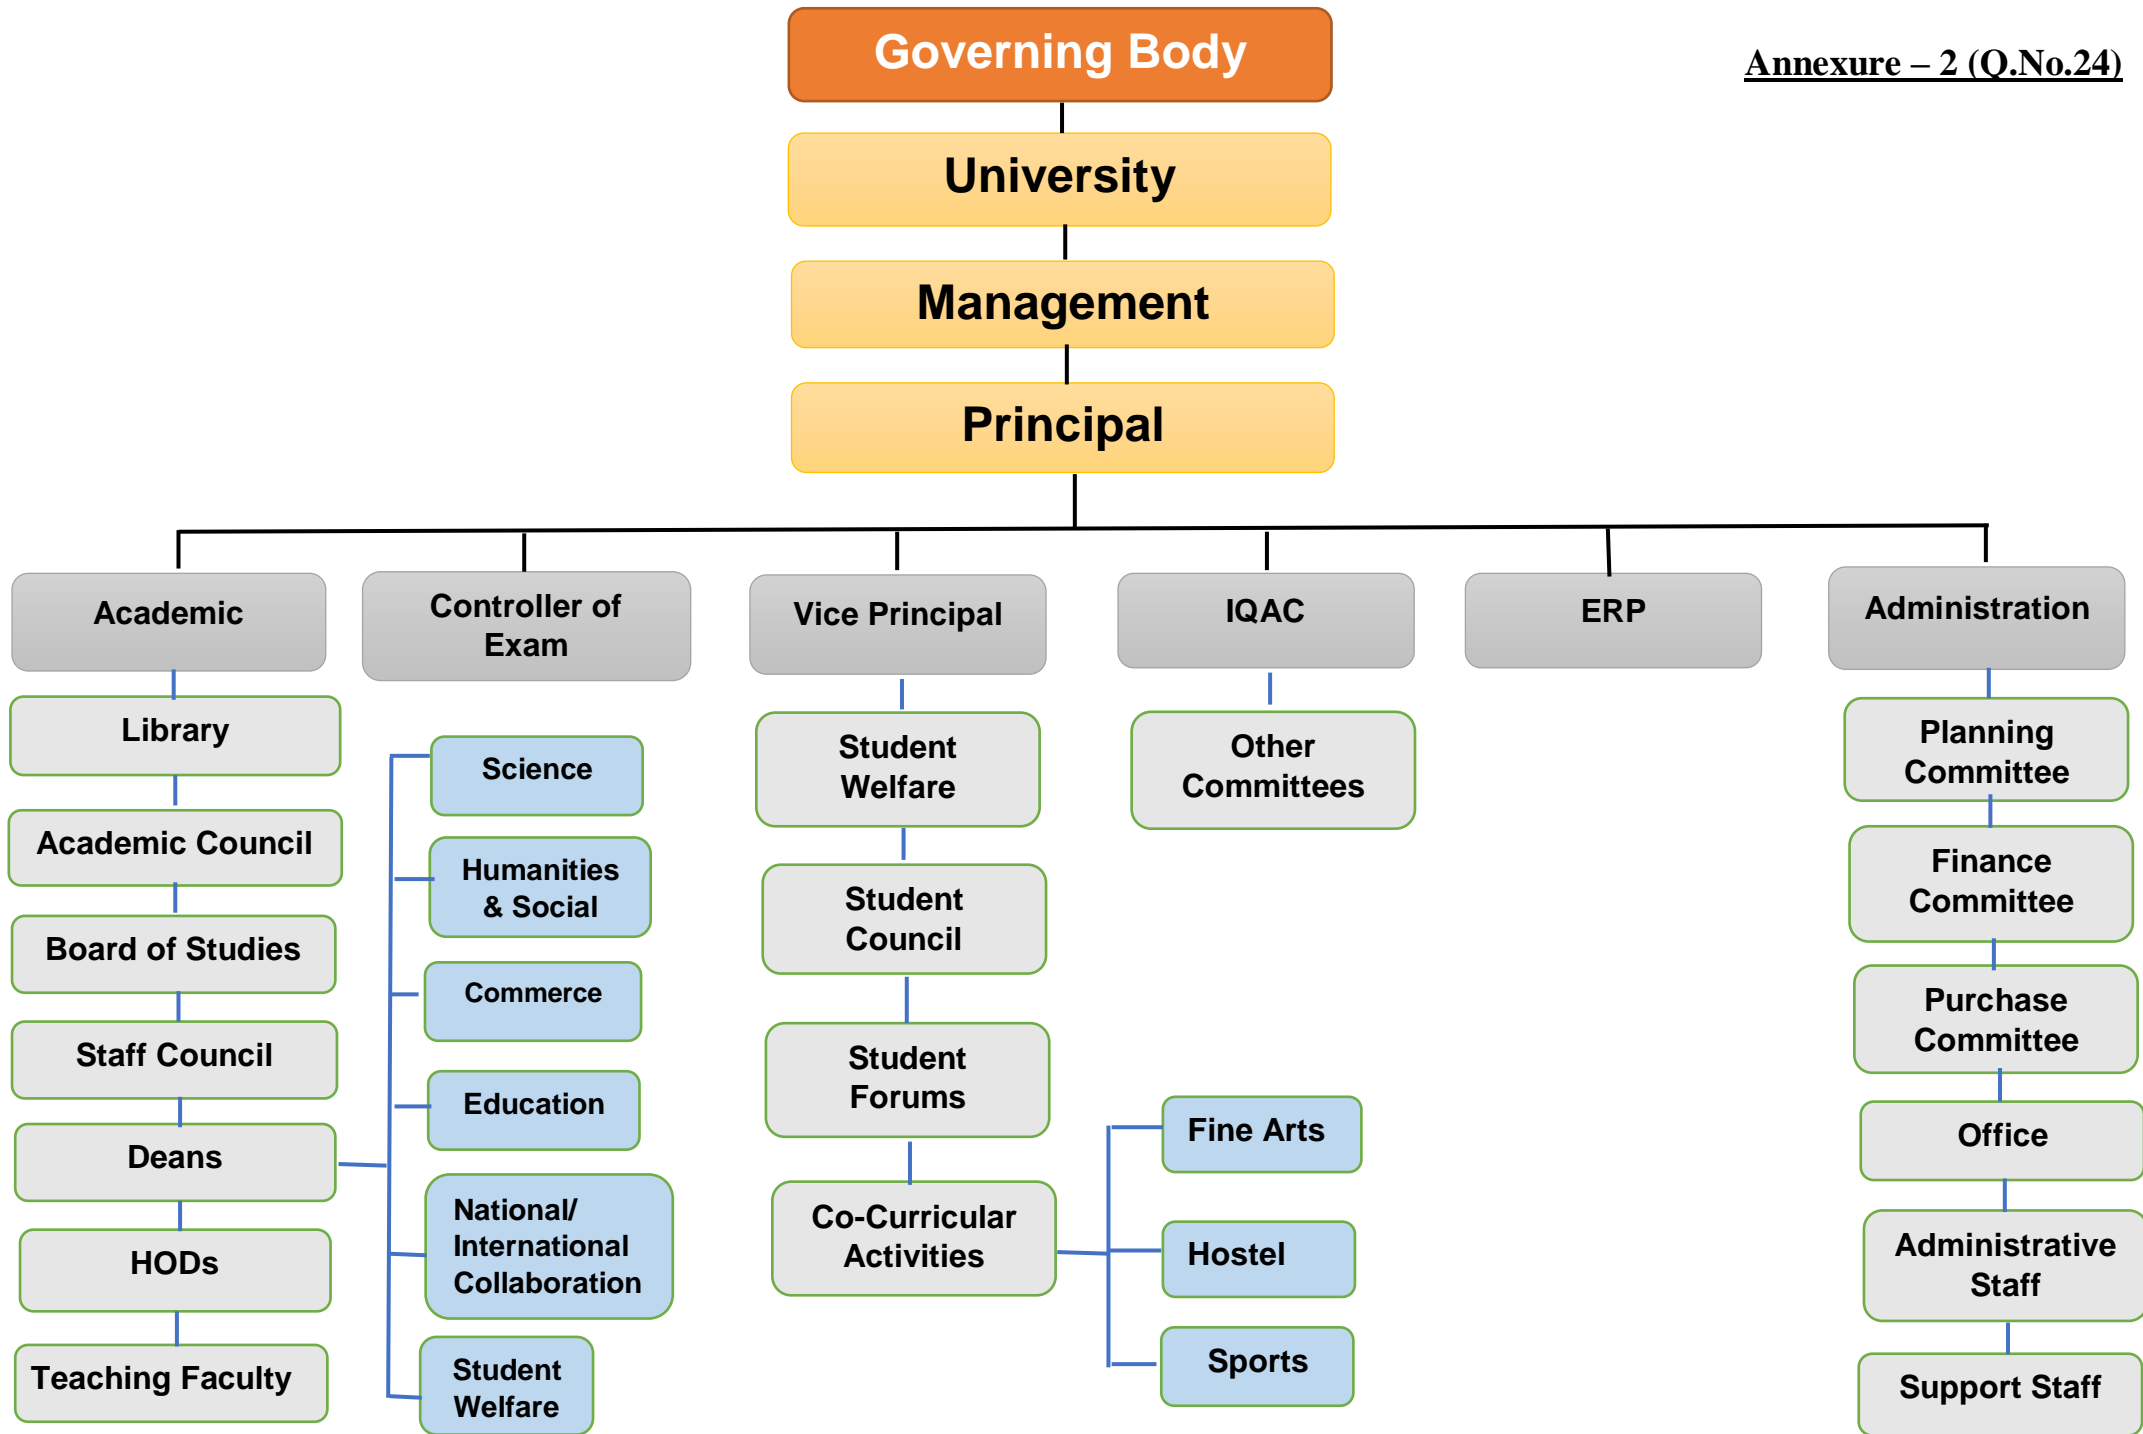 Governing Body
Annexure – 2 (Q.No.24)
University
Management
Principal
Academic
Controller of
Exam
Vice Principal
IQAC
ERP
Administration
Library
Academic Council
Board of Studies
Staff Council
Deans
HODs
Teaching Faculty
Science
Humanities
& Social
Commerce
Education
National/
International
Collaboration
Student
Welfare
Student
Welfare
Student
Council
Student
Forums
Co-Curricular
Activities
Fine Arts
Hostel
Sports
Other
Committees
Planning
Committee
Finance
Committee
Purchase
Committee
Office
Administrative
Staff
Support Staff